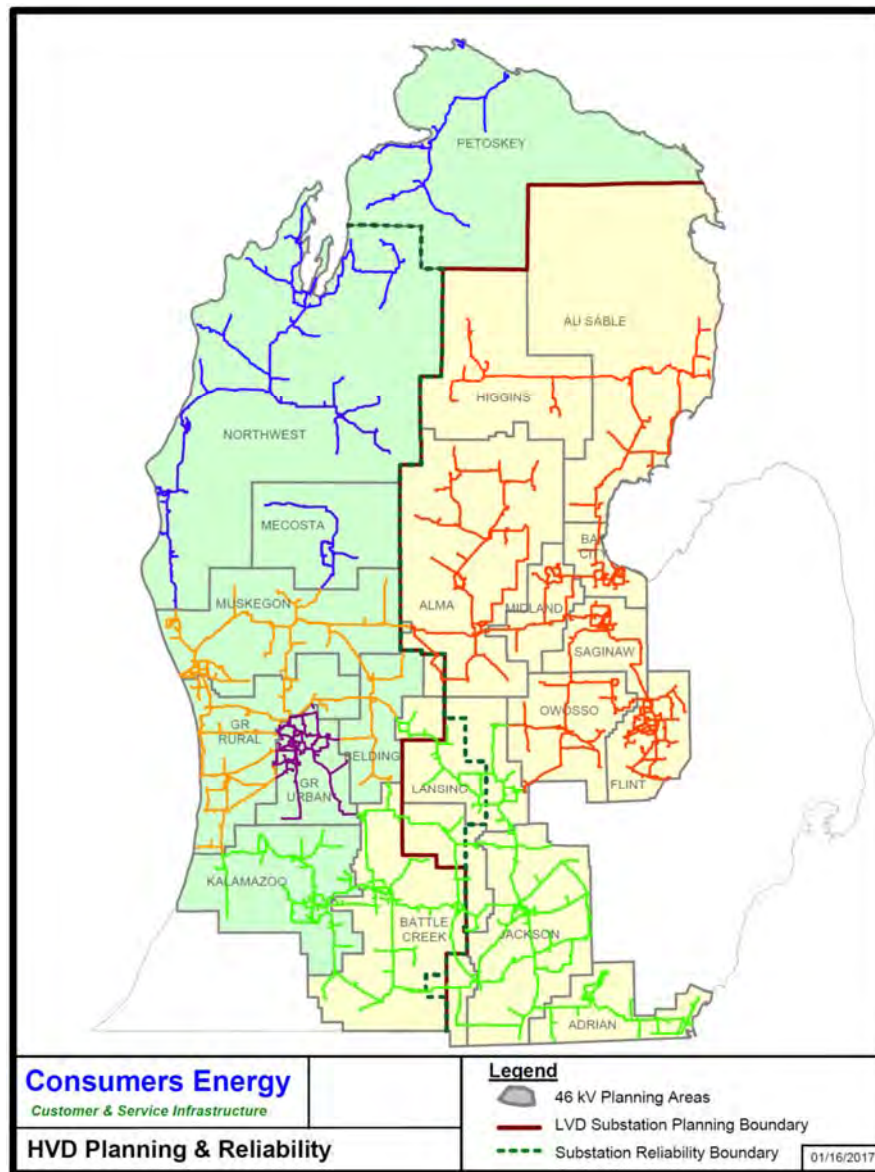 PETOSKEY
AU SABLE
HIGGINS
NORTHWEST
MECOSTA
MUSKEGON
ALMA
MIDLAND
SAGINAW
GR
RURAL
OWOSSO
BELDING
GR
URBAN
LANSING
FLINT
KALAMAZOO
BATTLE
CREEK
JACKSON
ADRIAN
Consumers Energy
Customer & Service Infrastructure
HVD Planning & Reliability
Legend
46 kV Planning Areas
LVD Substation Planning Boundary
Substation Reliability Boundary
01/16/2017